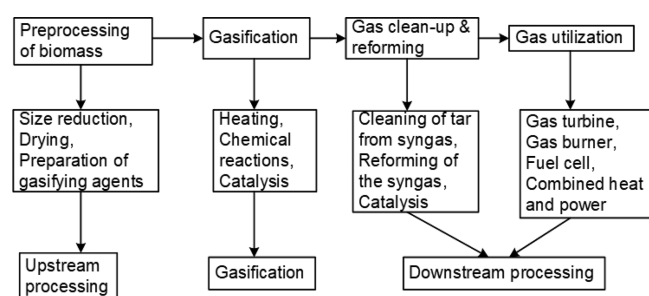 Preprocessing
of biomass
Gasification
Gas clean-up &
reforming
Gas utilization
Size reduction,
Drying,
Preparation of
gasifying agents
Heating,
Chemical
reactions,
Catalysis
Cleaning of tar
from syngas,
Reforming of
the syngas,
Catalysis
Gas turbine,
Gas burner,
Fuel cell,
Combined heat
and power
Upstream
processing
Gasification
Downstream processing